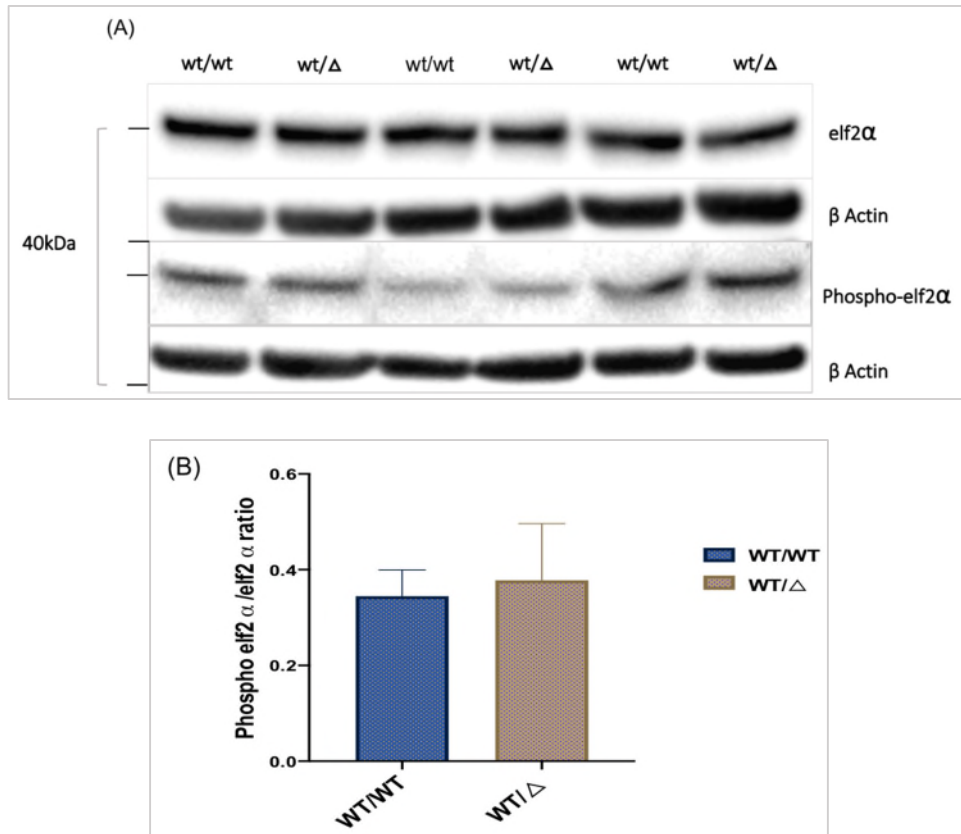 (A)
wt/wt wt/Δ wt/wt wt/Δ wt/wt wt/Δ
elf2α
β Actin
40kDa
Phospho-elf2α
β Actin
(B)
Phospho elf2 α /elf2 α ratio
0.6
0.4
0.2
0.0
WT/WT
WT/△
WT/WT
WT/△